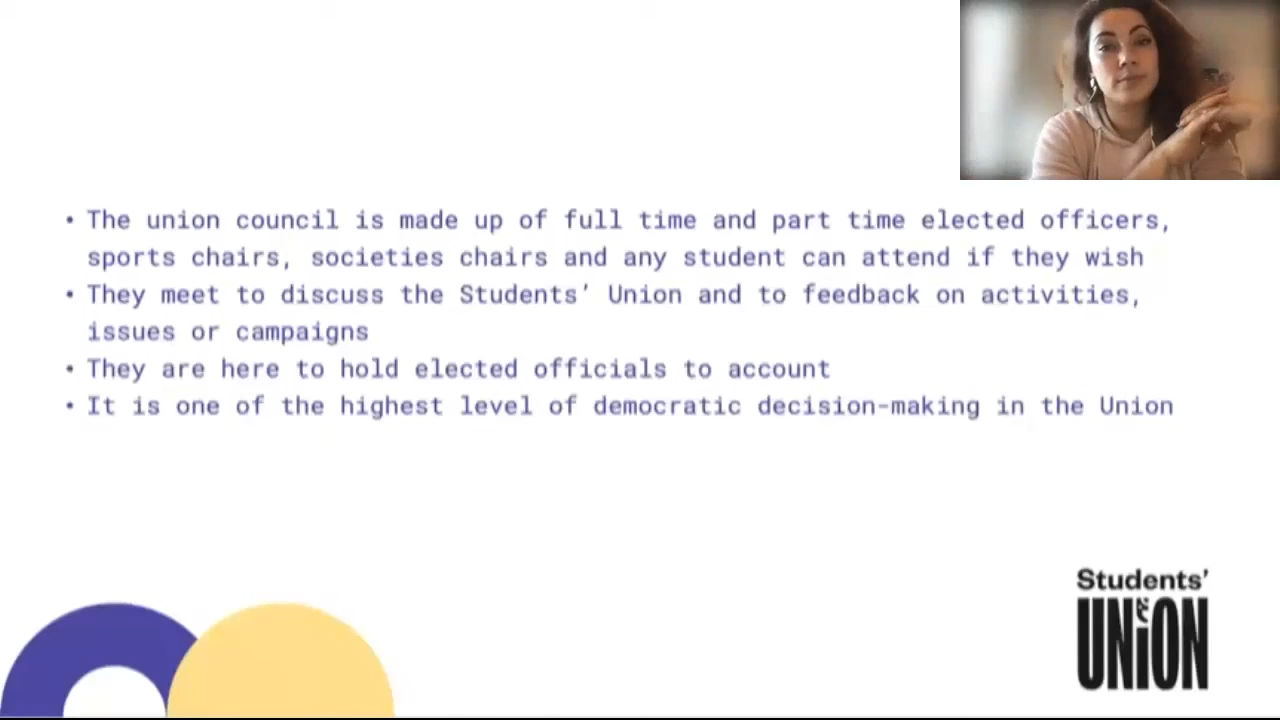 • The union council is made up of full time and part time elected officers,
sports chairs, societies chairs and any student can attend if they wish
• They meet to discuss the Students’ Union and to feedback on activities,
issues or campaigns
• They are here to hold elected officials to account
• It is one of the highest level of democratic decision-making in the Union
Students’
UNiON